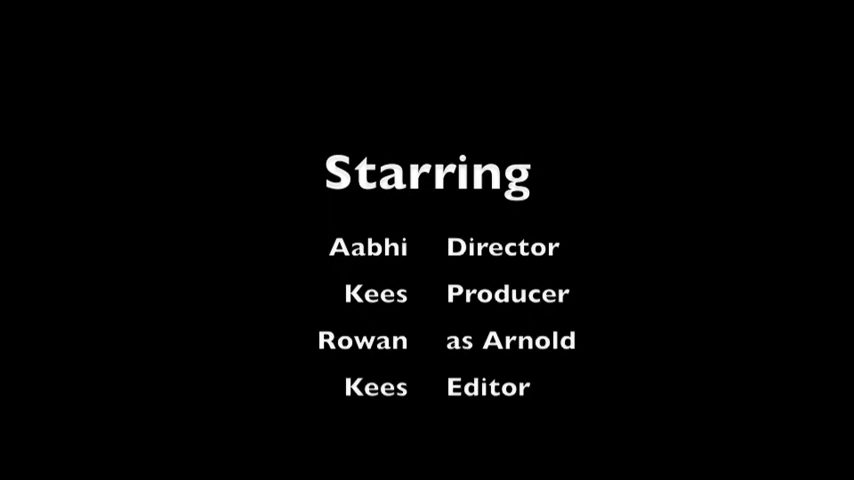 Starring
Aabhi Director
Kees Producer
Rowan as Arnold
Kees Editor